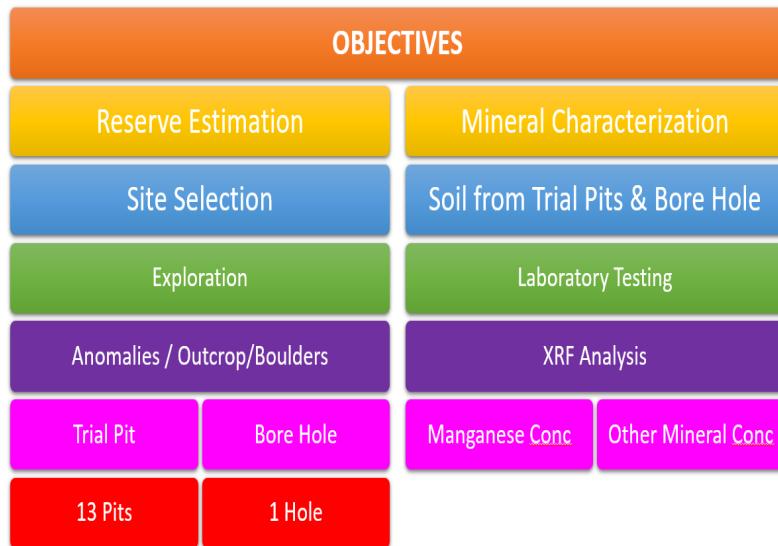 OBJECTIVES
Reserve Estimation
Mineral Characterization
Site Selection
Soil from Trial Pits & Bore Hole
Exploration
Laboratory Testing
Anomalies / Outcrop/Boulders
XRF Analysis
Trial Pit
Bore Hole
Manganese Conc
Other Mineral Conc
13 Pits
1 Hole